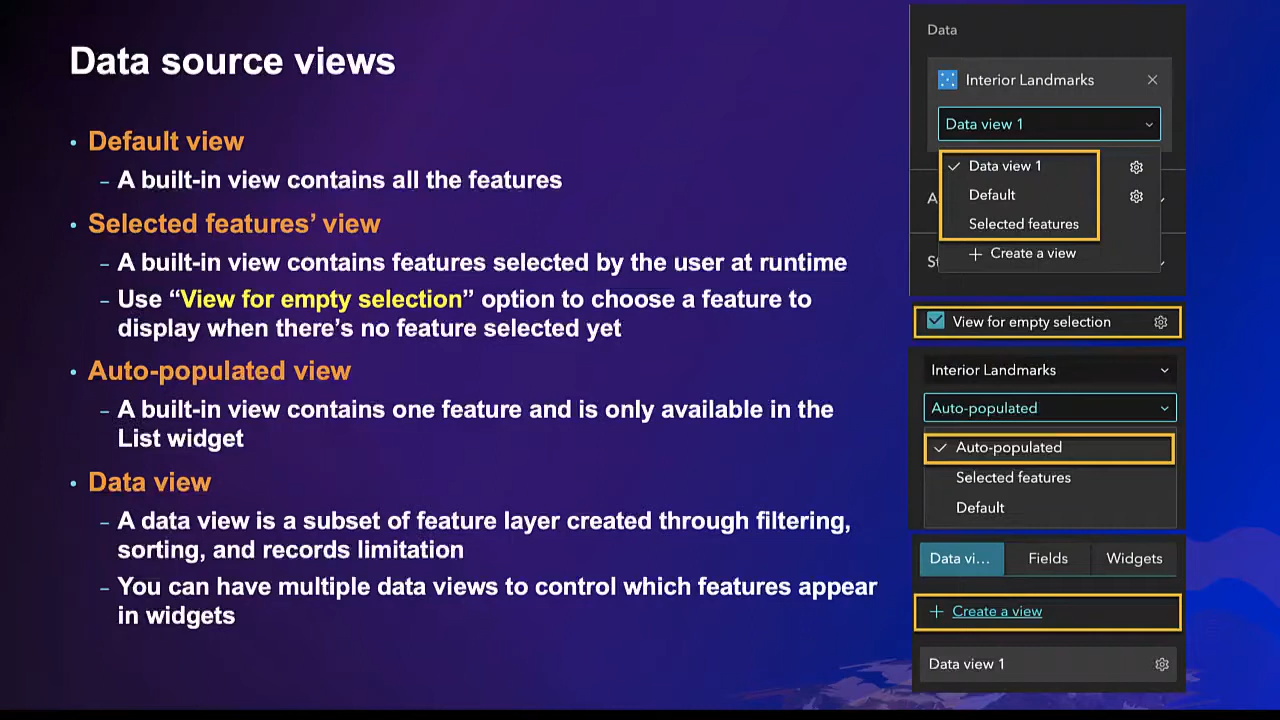 Data source views
• Default view
– A built-in view contains all the features
• Selected features’ view
– A built-in view contains features selected by the user at runtime
– Use “View for empty selection” option to choose a feature to
display when there’s no feature selected yet
• Auto-populated view
– A built-in view contains one feature and is only available in the
List widget
• Data view
– A data view is a subset of feature layer created through filtering,
sorting, and records limitation
– You can have multiple data views to control which features appear
in widgets
Data
Interior Landmarks
Data view 1
Data view 1
Default
Selected features
+ Create a view
A
St
View for empty selection
Interior Landmarks
Auto-populated
Auto-populated
Selected features
Default
Data vi... Fields Widgets
+ Create a view
Data view 1